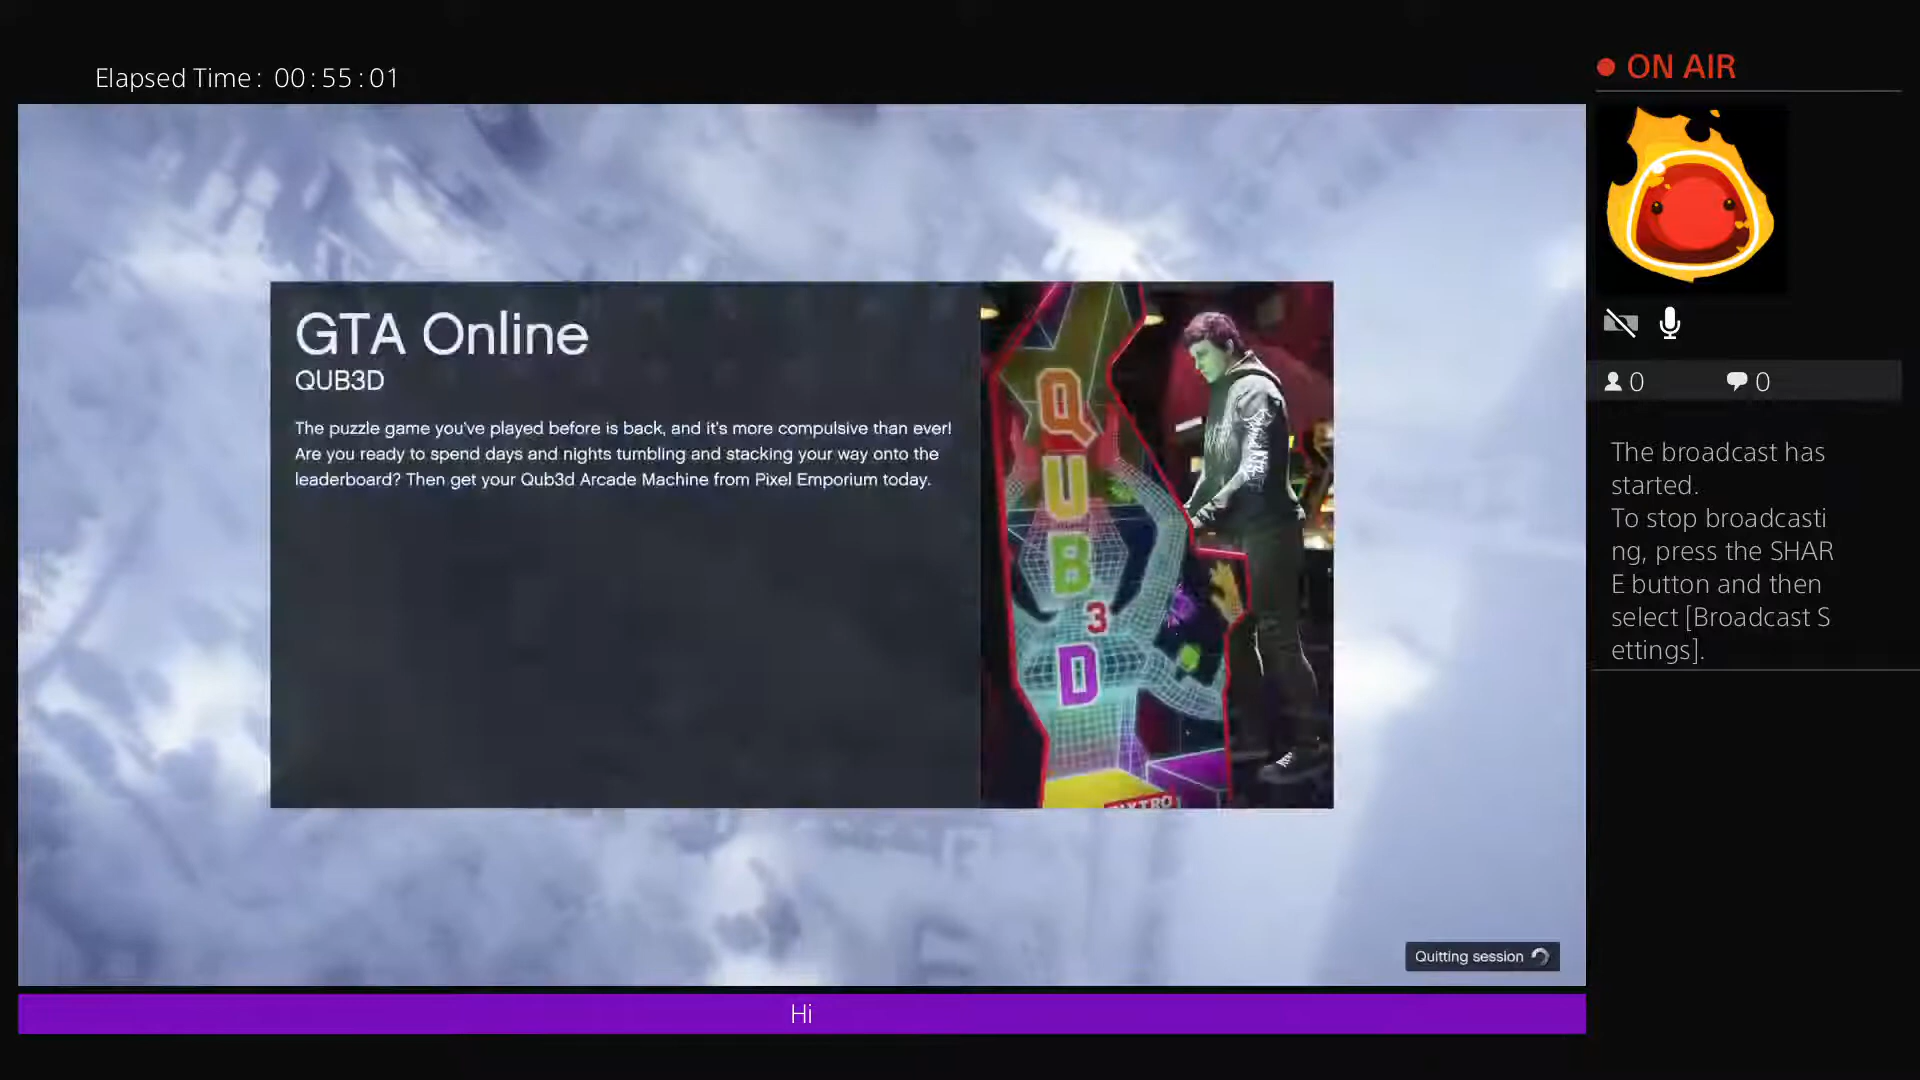 Elapsed Time: 00:55:01
ON AIR
GTA Online
QUB3D
The puzzle game you've played before is back, and it's more compulsive than ever!
Are you ready to spend days and nights tumbling and stacking your way onto the
leaderboard? Then get your Qub3d Arcade Machine from Pixel Emporium today.
Q
U
B
3
D
0 0
The broadcast has
started.
To stop broadcasti
ng, press the SHAR
E button and then
select [Broadcast S
ettings].
Quitting session
Hi